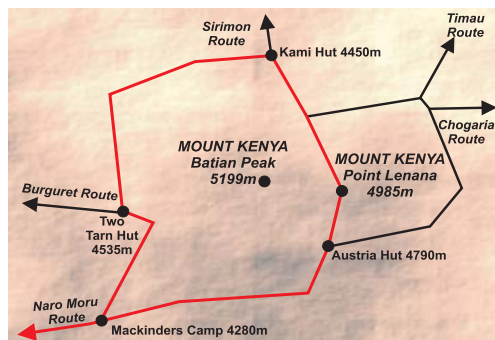 Sirimon
Route
Timau
Route
Kami Hut 4450m
Chogaria
Route
MOUNT KENYA
Batian Peak
5199m
MOUNT KENYA
Point Lenana
4985m
Burguret Route
Two
Tarn Hut
4535m
Austria Hut 4790m
Naro Moru
Route
Mackinders Camp 4280m